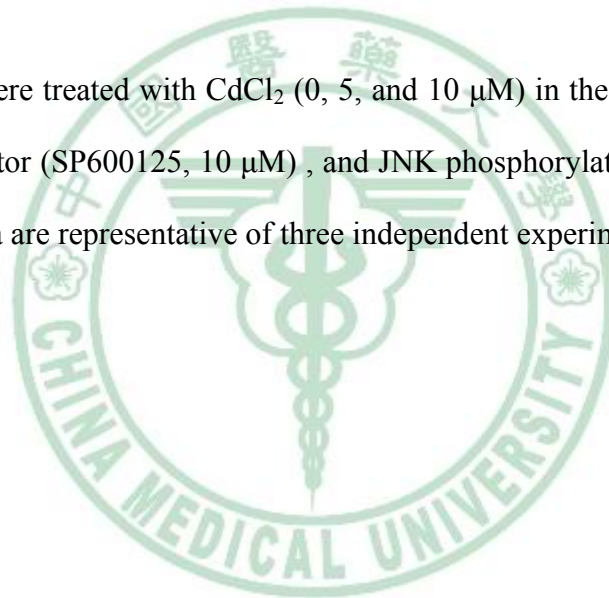 ere treated with CdCl₂ (0, 5, and 10 μM) in the
tor (SP600125, 10 μM) , and JNK phosphorylat
a are representative of three independent experim
中國醫藥大學
CHINA MEDICAL UNIVERSITY